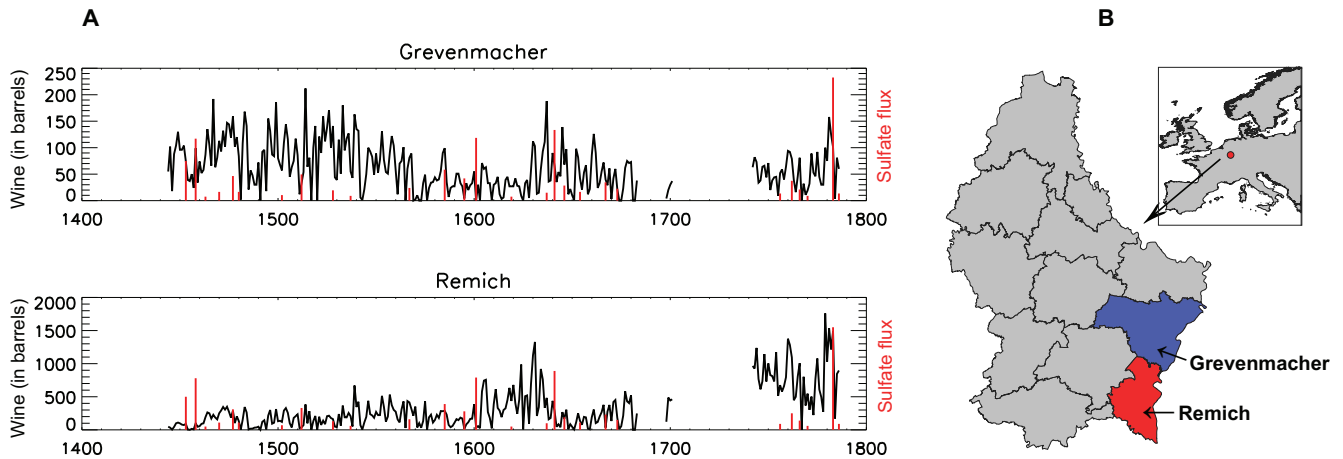 A
B
Grevenmacher
Wine (in barrels)
250
200
150
100
50
0
Sulfate flux
1400 1500 1600 1700 1800
Remich
Wine (in barrels)
2000
1500
1000
500
0
Sulfate flux
1400 1500 1600 1700 1800
Grevenmacher
Remich